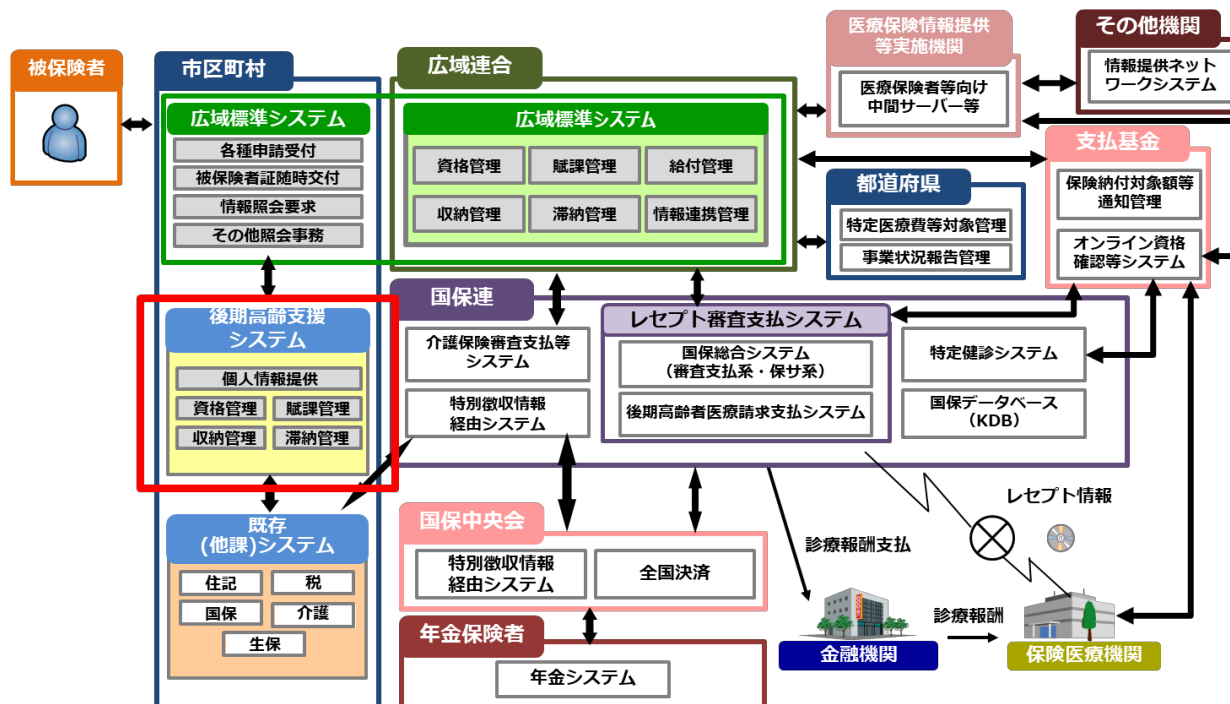 被保険者
市区町村
広域標準システム
各種申請受付
被保険者証随時交付
情報照会要求
その他照会事務
後期高齢支援
システム
個人情報提供
資格管理
賦課管理
収納管理
滞納管理
既存
(他課)システム
住記
税
国保
介護
生保
広域連合
広域標準システム
資格管理
賦課管理
給付管理
収納管理
滞納管理
情報連携管理
医療保険情報提供
等実施機関
医療保険者等向け
中間サーバー等
その他機関
情報提供ネット
ワークシステム
都道府県
特定医療費等対象管理
事業状況報告管理
支払基金
保険納付対象額等
通知管理
オンライン資格
確認等システム
国保連
介護保険審査支払等
システム
特別徴収情報
経由システム
レセプト審査支払システム
国保総合システム
(審査支払系・保サ系)
後期高齢者医療請求支払システム
特定健診システム
国保データベース
(KDB)
国保中央会
特別徴収情報
経由システム
全国決済
年金保険者
年金システム
診療報酬支払
レセプト情報
金融機関
診療報酬
保険医療機関